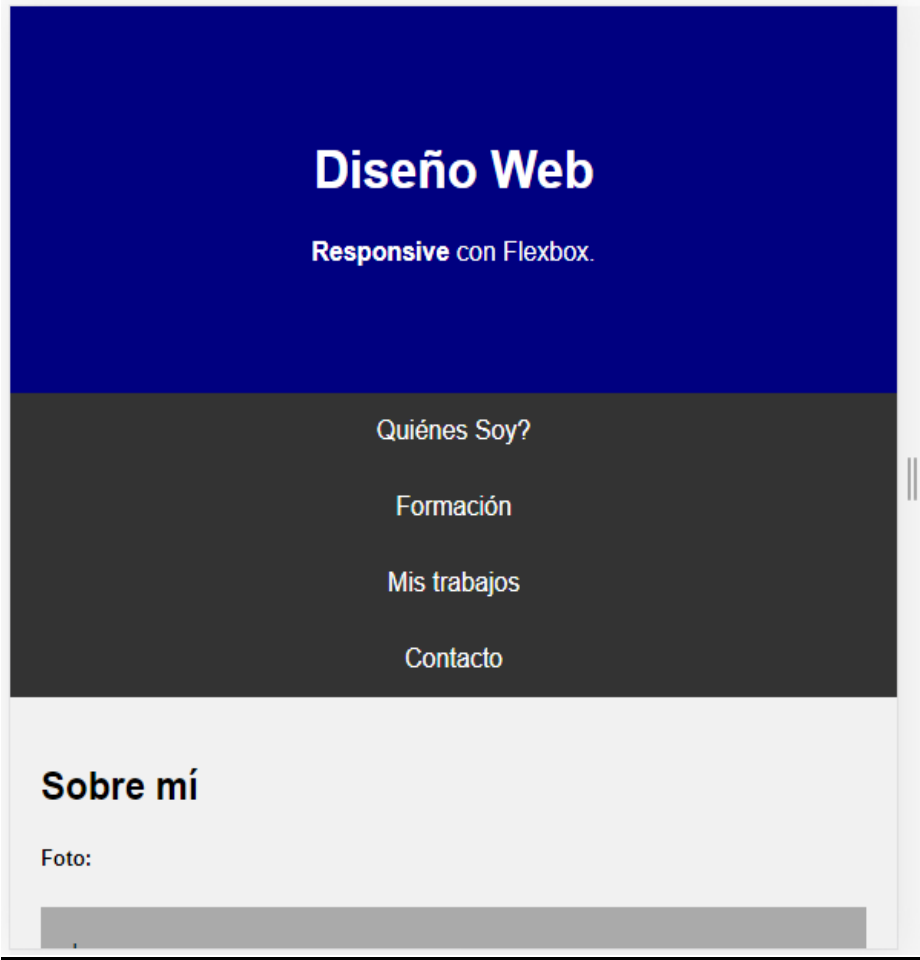 Diseño Web
Responsive con Flexbox.
Quiénes Soy?
Formación
Mis trabajos
Contacto
Sobre mí
Foto: